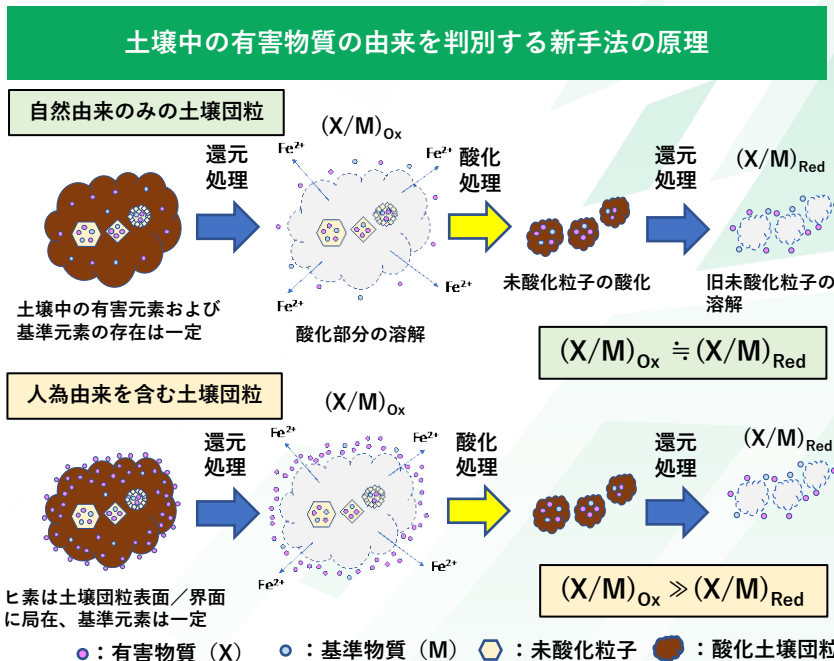 土壌中の有害物質の由来を判別する新手法の原理
自然由来のみの土壌団粒
(X/M)Ox
Fe²⁺
Fe²⁺
還元
処理
酸化
処理
還元
処理
(X/M)Red
Fe²⁺
Fe²⁺
土壌中の有害元素および
基準元素の存在は一定
酸化部分の溶解
未酸化粒子の酸化
旧未酸化粒子の
溶解
(X/M)Ox ≒ (X/M)Red
人為由来を含む土壌団粒
(X/M)Ox
Fe²⁺
Fe²⁺
還元
処理
酸化
処理
還元
処理
(X/M)Red
Fe²⁺
Fe²⁺
ヒ素は土壌団粒表面／界面
に局在、基準元素は一定
(X/M)Ox ≫ (X/M)Red
：有害物質（X）
：基準物質（M）
：未酸化粒子
：酸化土壌団粒